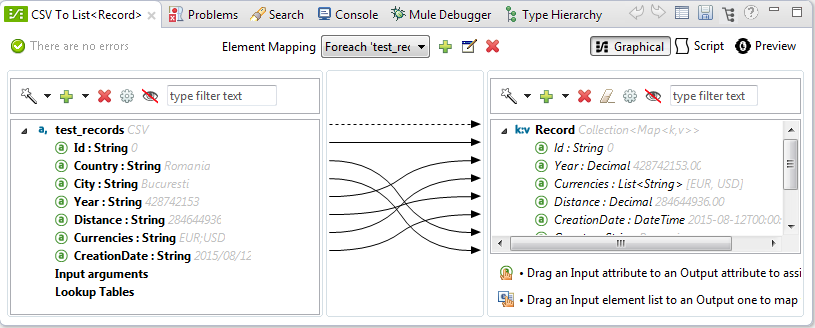 CSV To List<Record> Problems Search Console Mule Debugger Type Hierarchy
There are no errors Element Mapping Foreach 'test_rec Graphical Script Preview
type filter text
test_records CSV
Id : String 0
Country : String Romania
City : String Bucuresti
Year : String 428742153
Distance : String 284644936
Currencies : String EUR;USD
CreationDate : String 2015/08/12
Input arguments
Lookup Tables
type filter text
k:v Record Collection<Map<k,v>>
Id : String 0
Year : Decimal 428742153.00
Currencies : List<String> [EUR, USD]
Distance : Decimal 284644936.00
CreationDate : DateTime 2015-08-12T00:00:
• Drag an Input attribute to an Output attribute to assi
• Drag an Input element list to an Output one to map